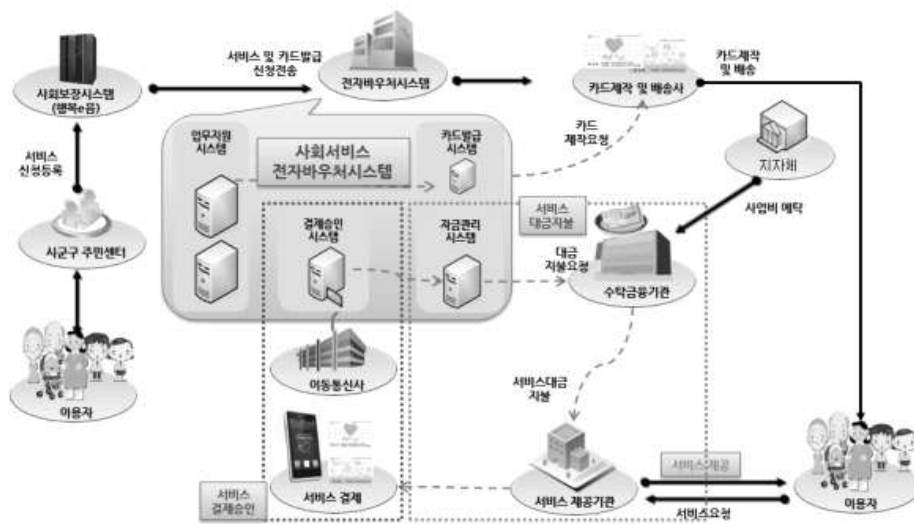 서비스 및 카드발급
신청전송
카드제작
및 배송
사회보장시스템
(행복e음)
전자바우처시스템
카드제작 및 배송사
업무지원
시스템
카드발급
시스템
카드
제작요청
사회서비스
전자바우처시스템
서비스
신청등록
지자체
사업비 예탁
서비스
대금지불
결제승인
시스템
자금관리
시스템
대금
지불요청
시군구 주민센터
수탁금융기관
이동통신사
서비스대금
지불
이용자
서비스 제공
서비스
결제승인
서비스 결제
서비스 제공기관
서비스요청
이용자